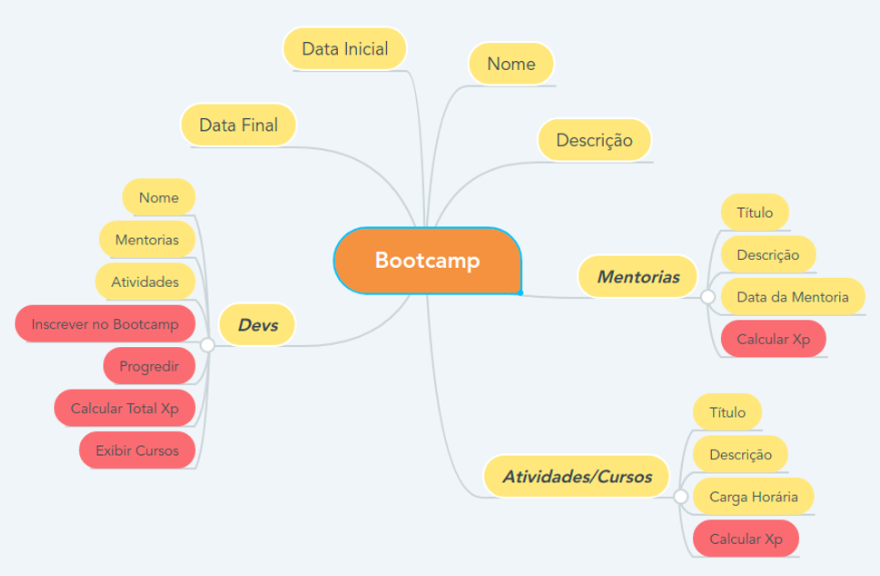 Data Inicial
Nome
Data Final
Descrição
Bootcamp
Nome
Mentorias
Atividades
Inscrever no Bootcamp
Progredir
Calcular Total Xp
Exibir Cursos
Devs
Mentorias
Título
Descrição
Data da Mentoria
Calcular Xp
Atividades/Cursos
Título
Descrição
Carga Horária
Calcular Xp